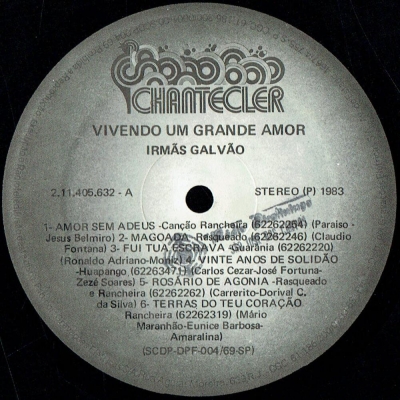 CHANTECLER
VIVENDO UM GRANDE AMOR
IRMÃS GALVÃO
2.11.405.632 - A
STEREO (P) 1983
1- AMOR SEM ADEUS -Canção Rancheira (62262254) (Paraiso -
Jesus Belmiro) 2- MAGOADA -Rasqueado (62262246) (Claudio
Fontana) 3- FUI TUA ESCRAVA -Guarânia (62262220)
(Ronaldo Adriano-Moniz) 4- VINTE ANOS DE SOLIDÃO
-Huapango (62263471) (Carlos Cezar-José Fortuna-
Zezé Soares) 5- ROSÁRIO DE AGONIA -Rasqueado
e Rancheira (62262262) (Carrerito-Dorival C.
da Silva) 6- TERRAS DO TEU CORAÇÃO
Rancheira (62262319) (Mário
Maranhão-Eunice Barbosa-
Amaralina)
(SCDP-DPF-004/69-SP)